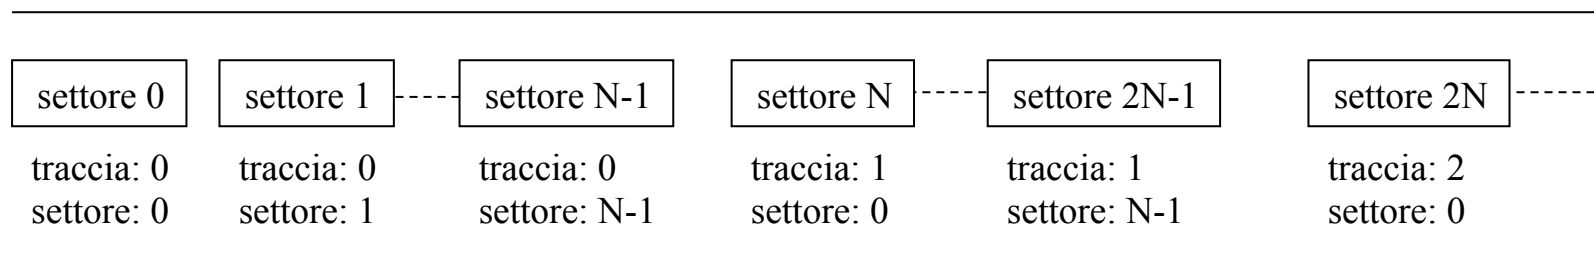 settore 0 settore 1 settore N-1 settore N settore 2N-1 settore 2N
traccia: 0 traccia: 0 traccia: 0 traccia: 1 traccia: 1 traccia: 2
settore: 0 settore: 1 settore: N-1 settore: 0 settore: N-1 settore: 0